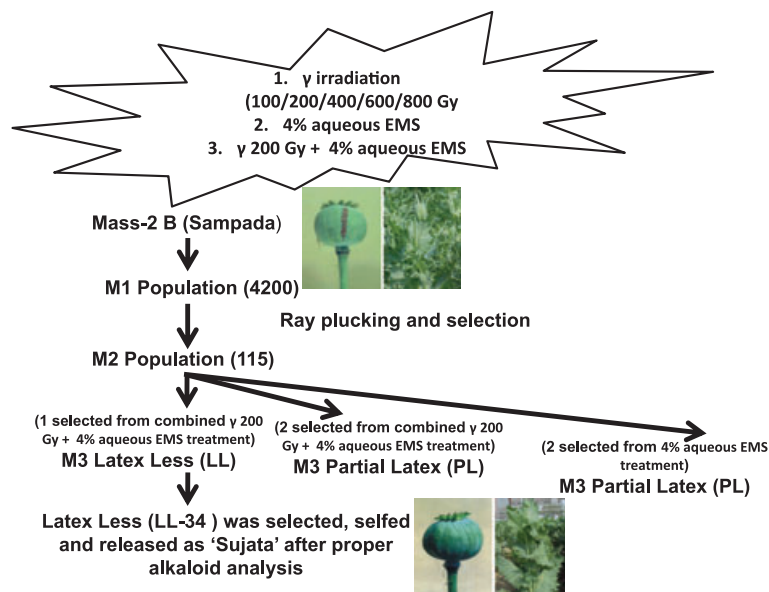 1. γ irradiation
(100/200/400/600/800 Gy
2. 4% aqueous EMS
3. γ 200 Gy + 4% aqueous EMS
Mass-2 B (Sampada)
M1 Population (4200)
Ray plucking and selection
M2 Population (115)
(1 selected from combined γ 200
Gy + 4% aqueous EMS treatment)
M3 Latex Less (LL)
(2 selected from combined γ 200
Gy + 4% aqueous EMS treatment)
M3 Partial Latex (PL)
(2 selected from 4% aqueous EMS
treatment)
M3 Partial Latex (PL)
Latex Less (LL-34 ) was selected, selfed
and released as ‘Sujata’ after proper
alkaloid analysis